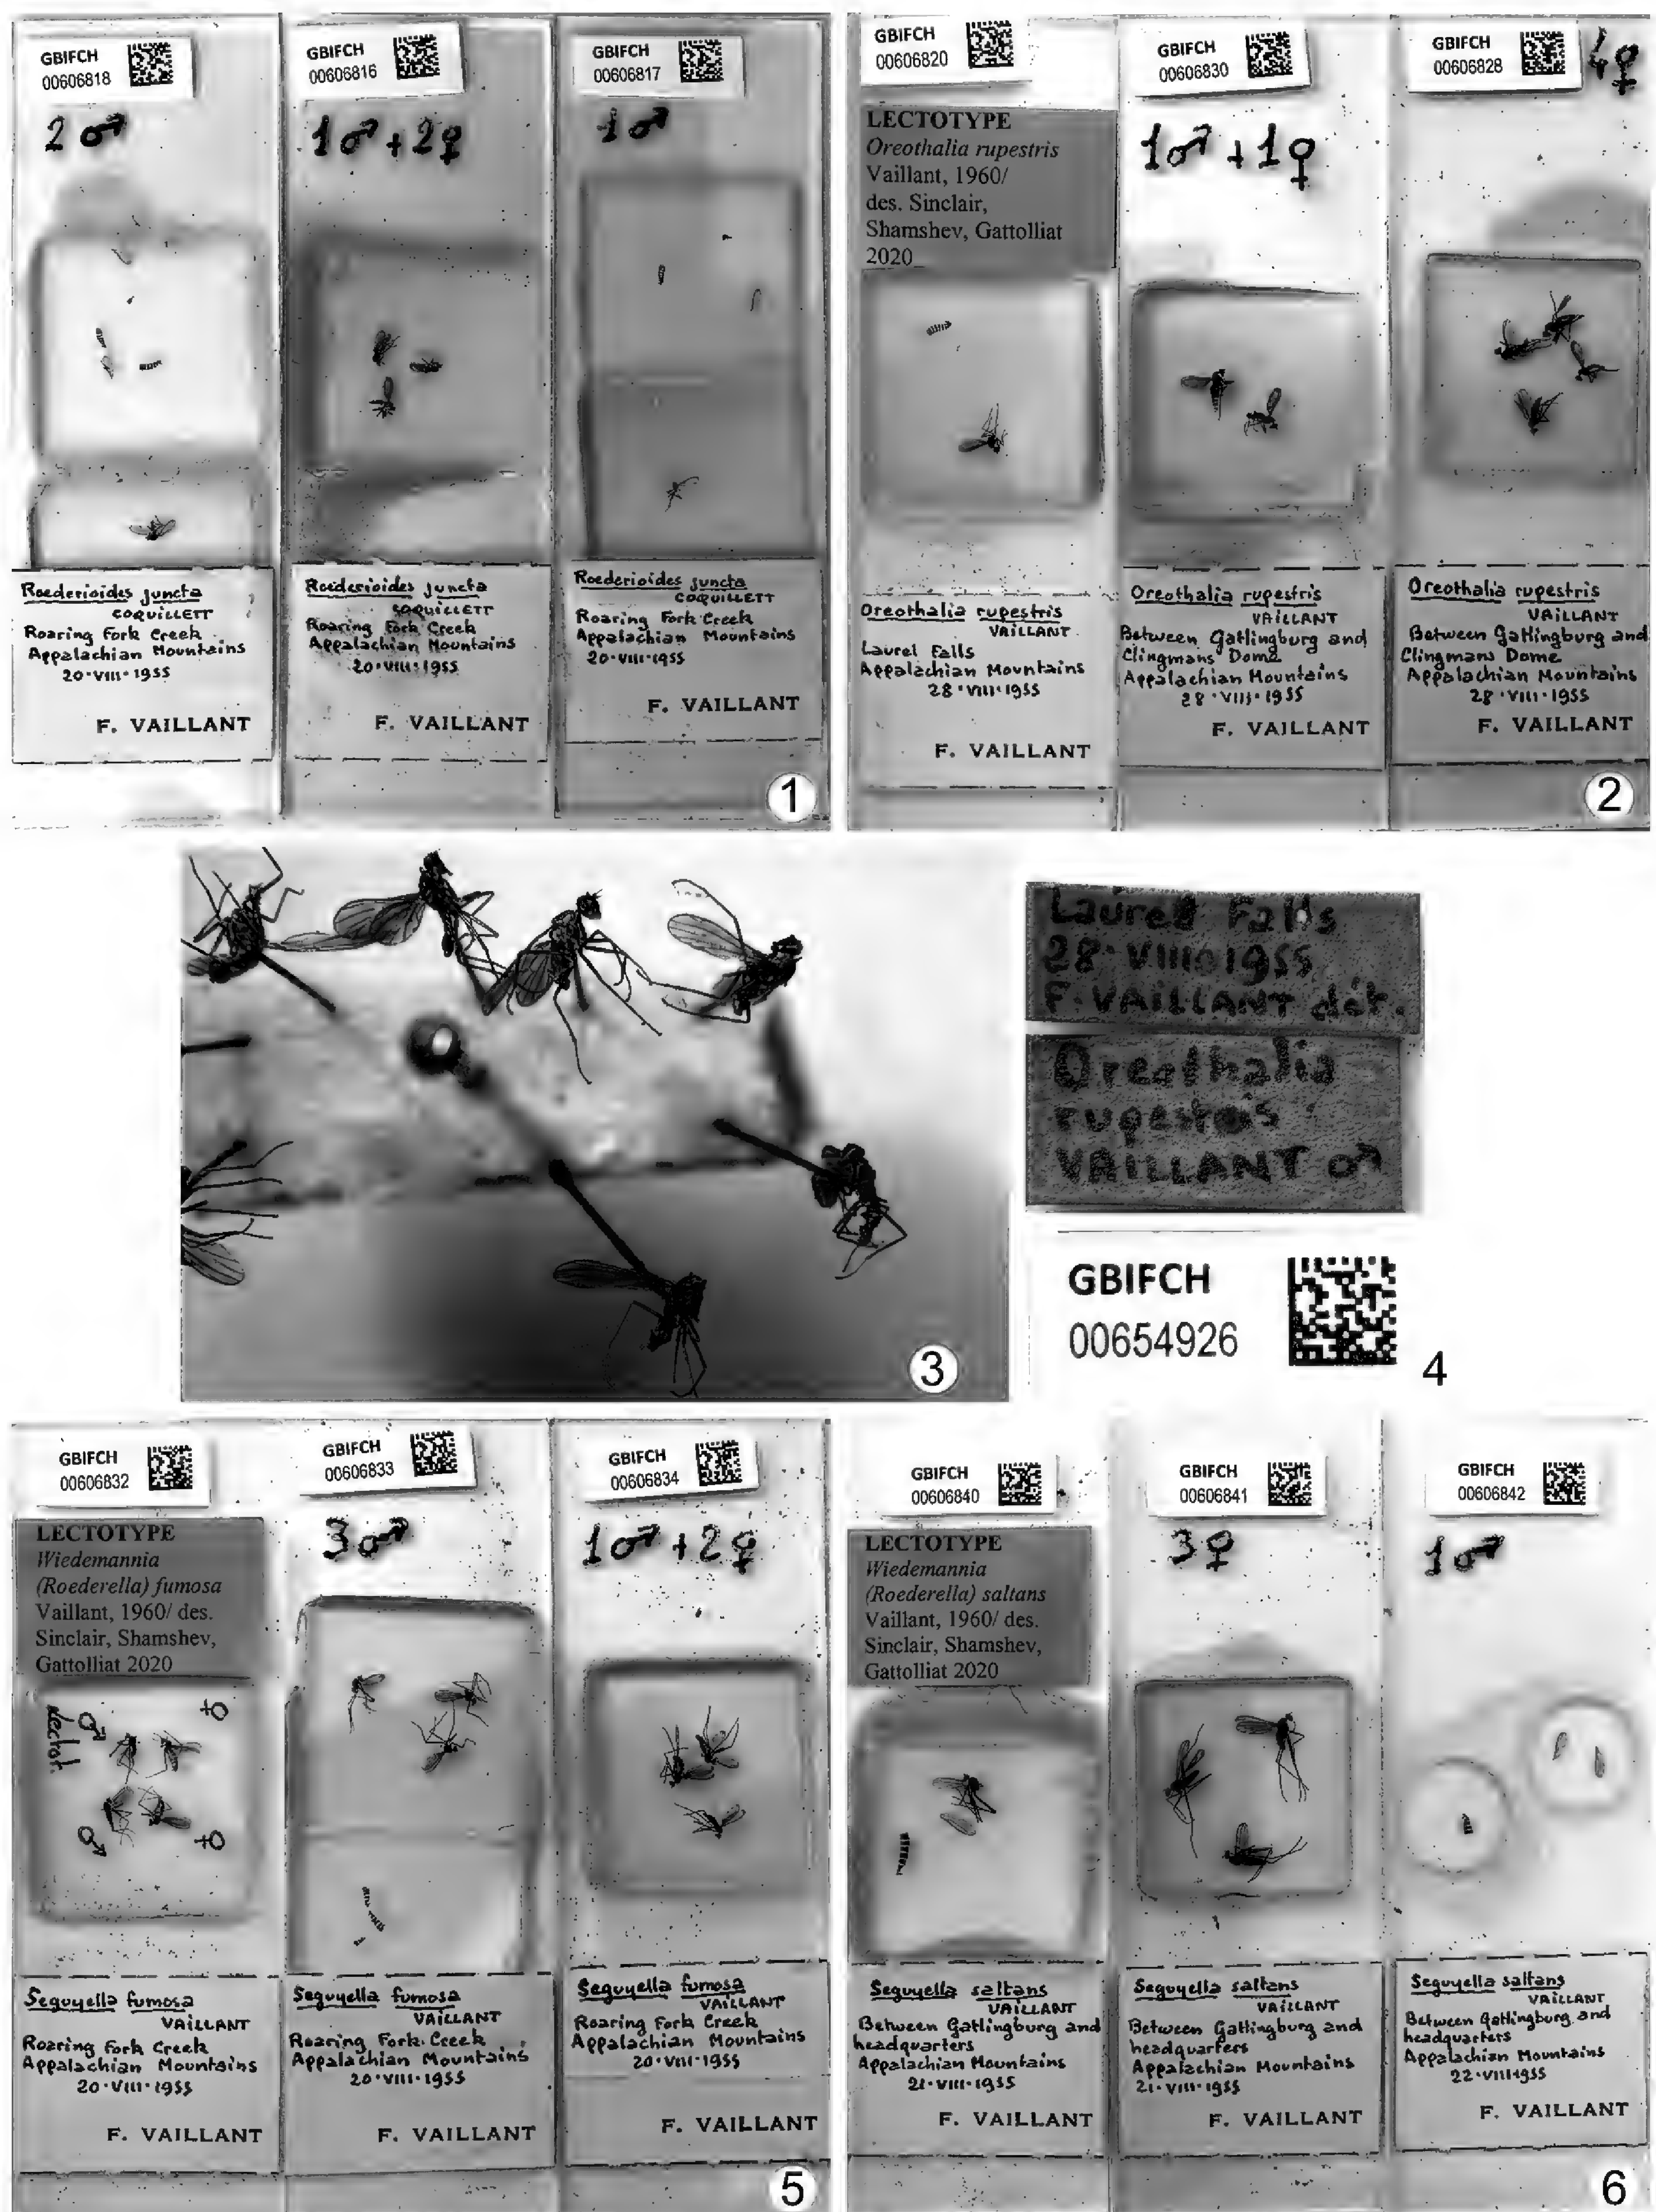 GBIFCH
00606818
2 ♂
Roederioides juncta
COQUILLETT
Roaring Fork Creek
Appalachian Mountains
20·VIII·1955
F. VAILLANT
GBIFCH
00606816
1♂+2♀
Roederioides juncta
COQUILLETT
Roaring Fork Creek
Appalachian Mountains
20·VIII·1955
F. VAILLANT
GBIFCH
00606817
1♂
Roederioides juncta
COQUILLETT
Roaring Fork Creek
Appalachian Mountains
20·VIII·1955
F. VAILLANT
1
GBIFCH
00606820
LECTOTYPE
Oreothalia rupestris
Vaillant, 1960/
des. Sinclair,
Shamshev, Gattolliat
2020
Oreothalia rupestris
VAILLANT
Laurel Falls
Appalachian Mountains
28·VIII·1955
F. VAILLANT
GBIFCH
00606830
1♂+1♀
Oreothalia rupestris
VAILLANT
Between Gatlingburg and
Clingmans Dome
Appalachian Mountains
28·VIII·1955
F. VAILLANT
GBIFCH
00606828
4♀
Oreothalia rupestris
VAILLANT
Between Gatlingburg and
Clingmans Dome
Appalachian Mountains
28·VIII·1955
F. VAILLANT
2
3
Laurel Falls
28·VIII·1955
F. VAILLANT dét.
Oreothalia
rupestris
VAILLANT ♂
GBIFCH
00654926
4
GBIFCH
00606832
LECTOTYPE
Wiedemannia
(Roederella) fumosa
Vaillant, 1960/ des.
Sinclair, Shamshev,
Gattolliat 2020
Lectot.
♂
♀
♂
♀
Seguyella fumosa
VAILLANT
Roaring Fork Creek
Appalachian Mountains
20·VIII·1955
F. VAILLANT
GBIFCH
00606833
3♂
Seguyella fumosa
VAILLANT
Roaring Fork Creek
Appalachian Mountains
20·VIII·1955
F. VAILLANT
GBIFCH
00606834
1♂+2♀
Seguyella fumosa
VAILLANT
Roaring Fork Creek
Appalachian Mountains
20·VIII·1955
F. VAILLANT
5
GBIFCH
00606840
LECTOTYPE
Wiedemannia
(Roederella) saltans
Vaillant, 1960/ des.
Sinclair, Shamshev,
Gattolliat 2020
Seguyella saltans
VAILLANT
Between Gatlingburg and
headquarters
Appalachian Mountains
21·VIII·1955
F. VAILLANT
GBIFCH
00606841
3♀
Seguyella saltans
VAILLANT
Between Gatlingburg and
headquarters
Appalachian Mountains
21·VIII·1955
F. VAILLANT
GBIFCH
00606842
1♂
Seguyella saltans
VAILLANT
Between Gatlingburg and
headquarters
Appalachian Mountains
22·VIII·1955
F. VAILLANT
6